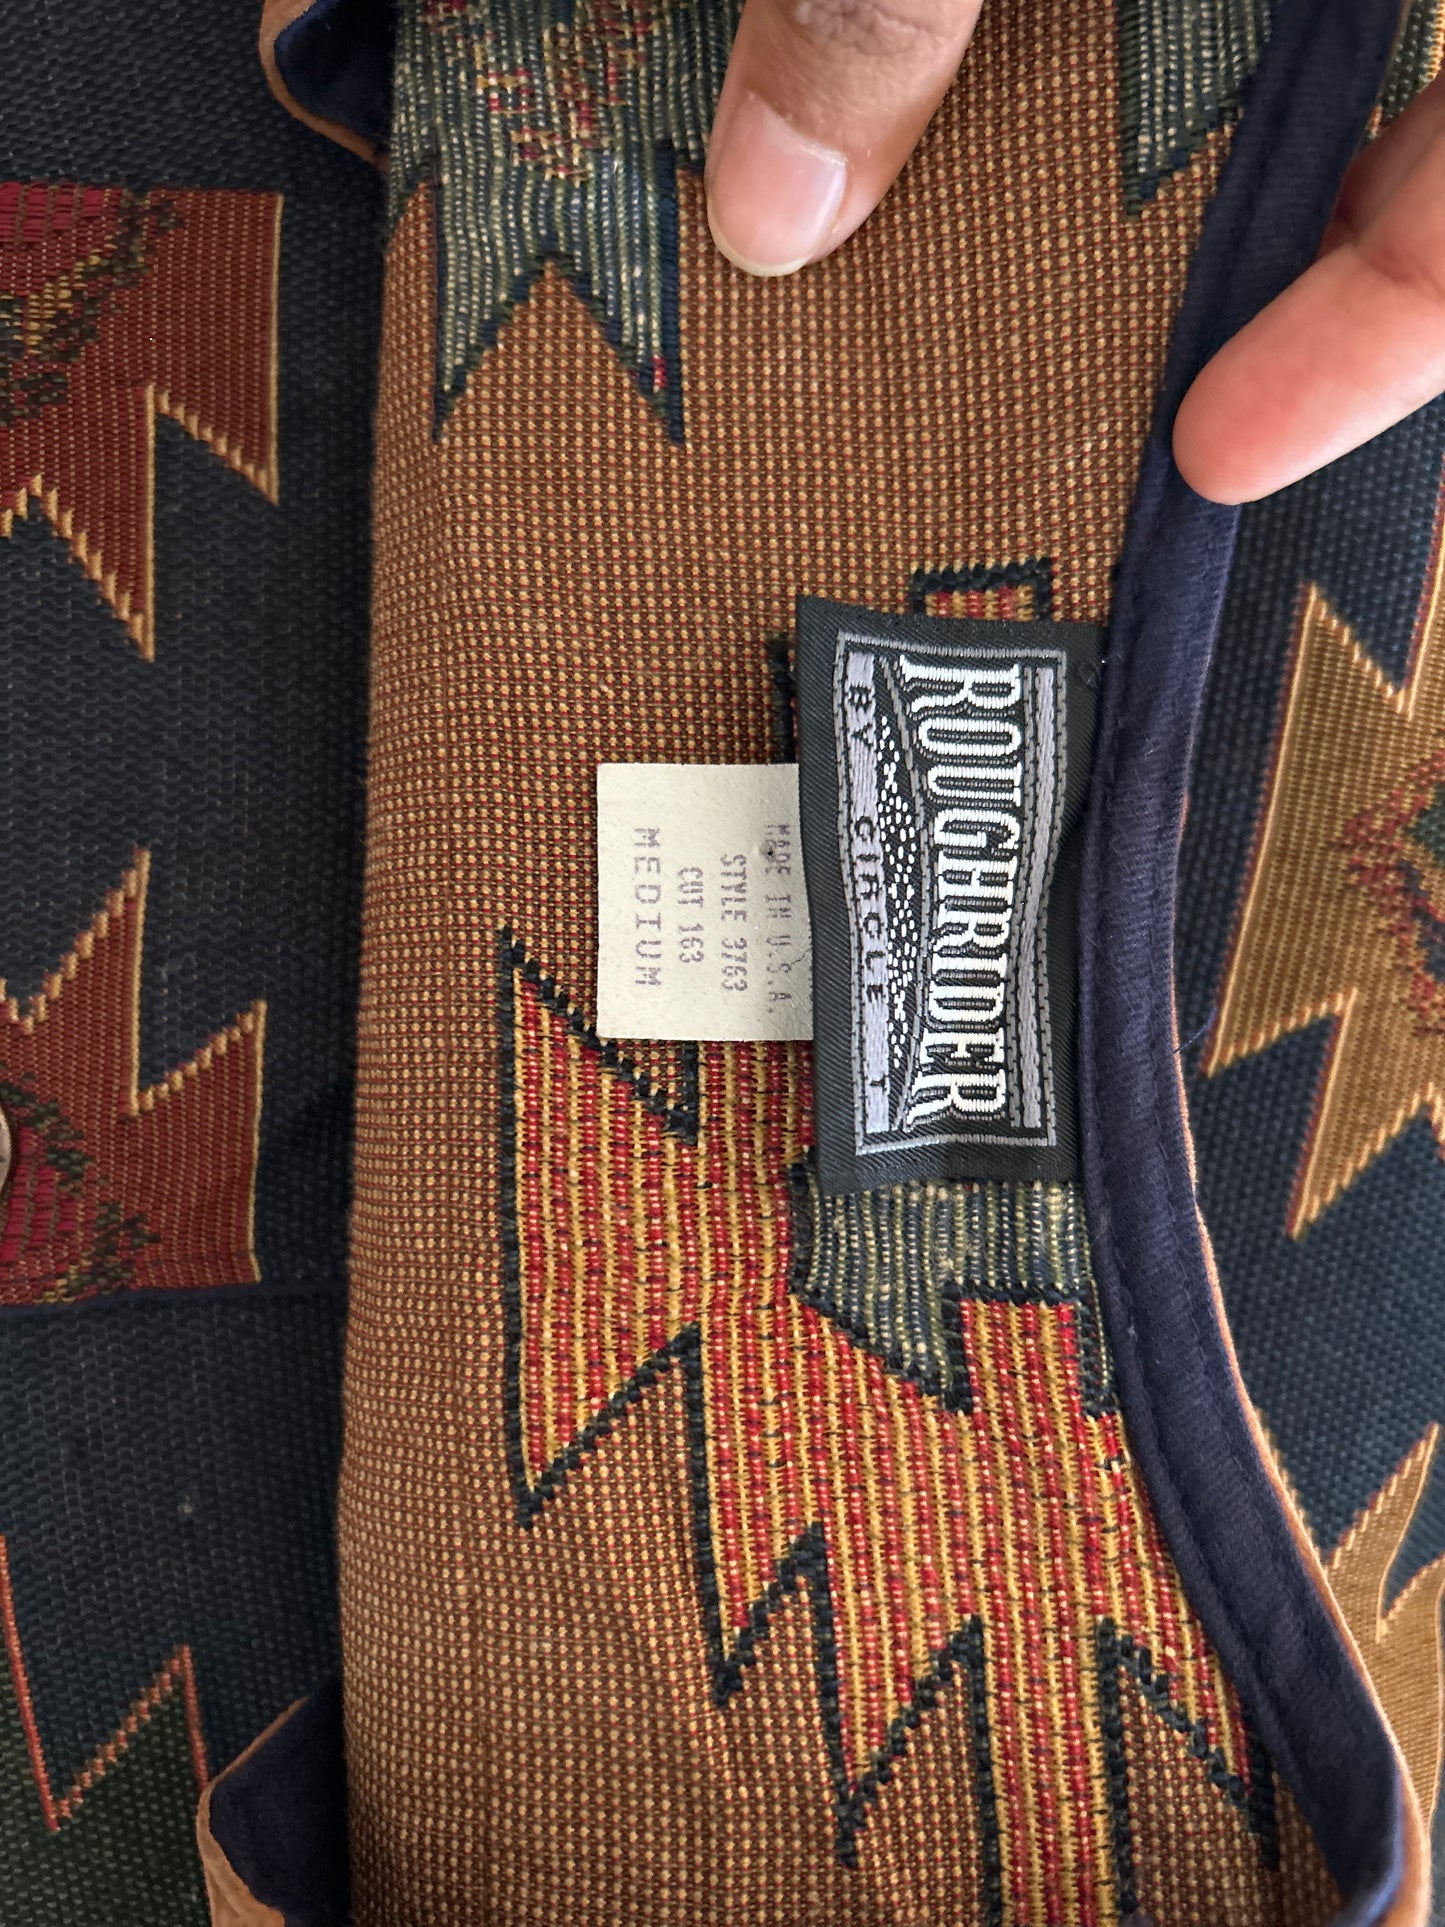 ROUGHRIDER
BY CIRCLE T
MADE IN U.S.A.
STYLE 3763
CUT 163
MEDIUM